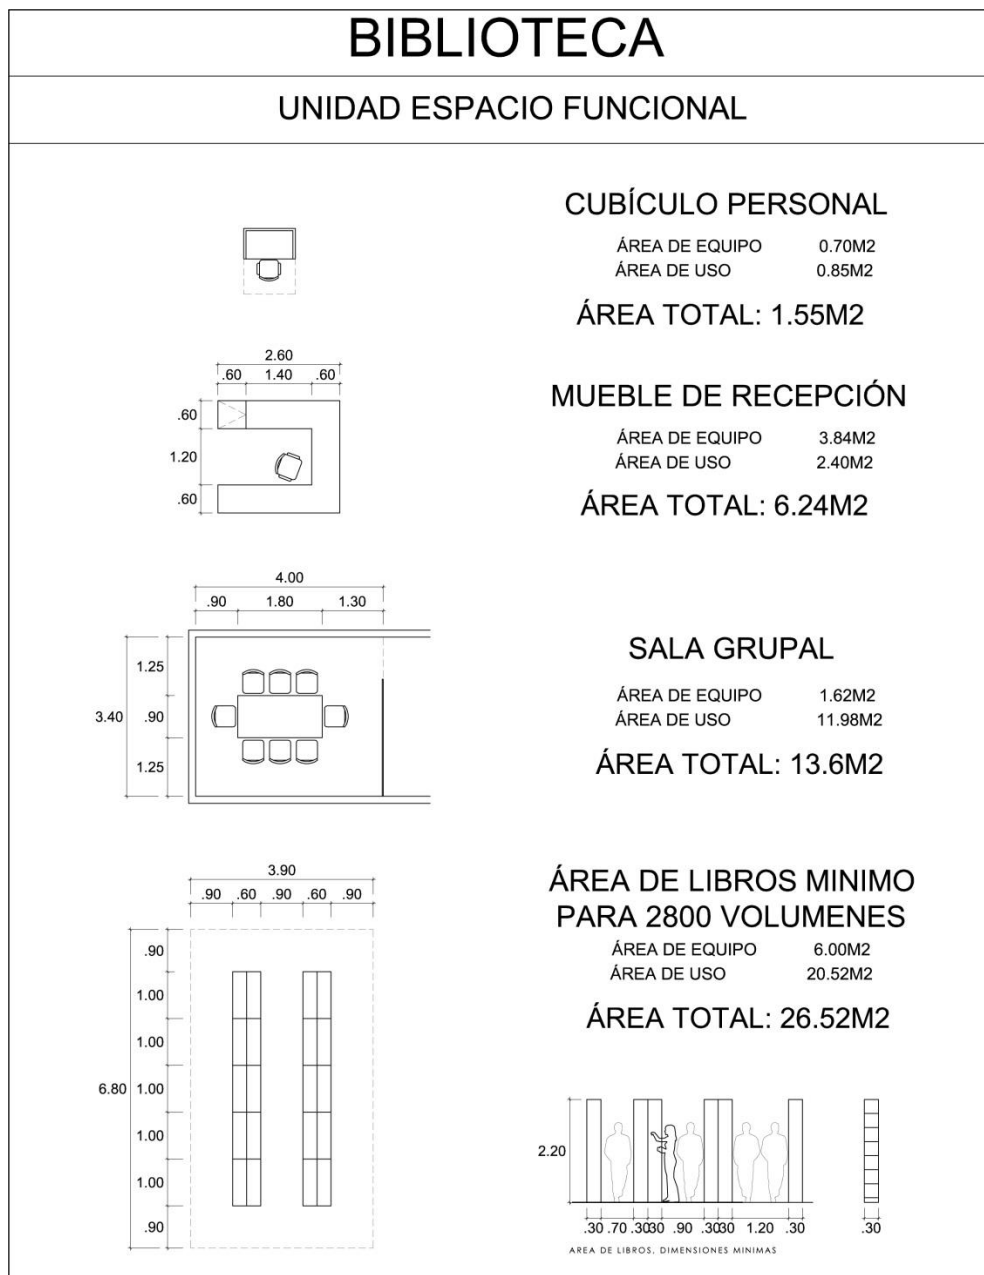 BIBLIOTECA
UNIDAD ESPACIO FUNCIONAL
CUBÍCULO PERSONAL
ÁREA DE EQUIPO 0.70M2
ÁREA DE USO 0.85M2
ÁREA TOTAL: 1.55M2
2.60
.60 1.40 .60
.60
1.20
.60
MUEBLE DE RECEPCIÓN
ÁREA DE EQUIPO 3.84M2
ÁREA DE USO 2.40M2
ÁREA TOTAL: 6.24M2
4.00
.90 1.80 1.30
1.25
3.40 .90
1.25
SALA GRUPAL
ÁREA DE EQUIPO 1.62M2
ÁREA DE USO 11.98M2
ÁREA TOTAL: 13.6M2
3.90
.90 .60 .90 .60 .90
.90
1.00
1.00
6.80 1.00
1.00
1.00
.90
ÁREA DE LIBROS MINIMO
PARA 2800 VOLUMENES
ÁREA DE EQUIPO 6.00M2
ÁREA DE USO 20.52M2
ÁREA TOTAL: 26.52M2
2.20
.30 .70 .30 .30 .90 .30 .30 1.20 .30 .30
AREA DE LIBROS, DIMENSIONES MINIMAS